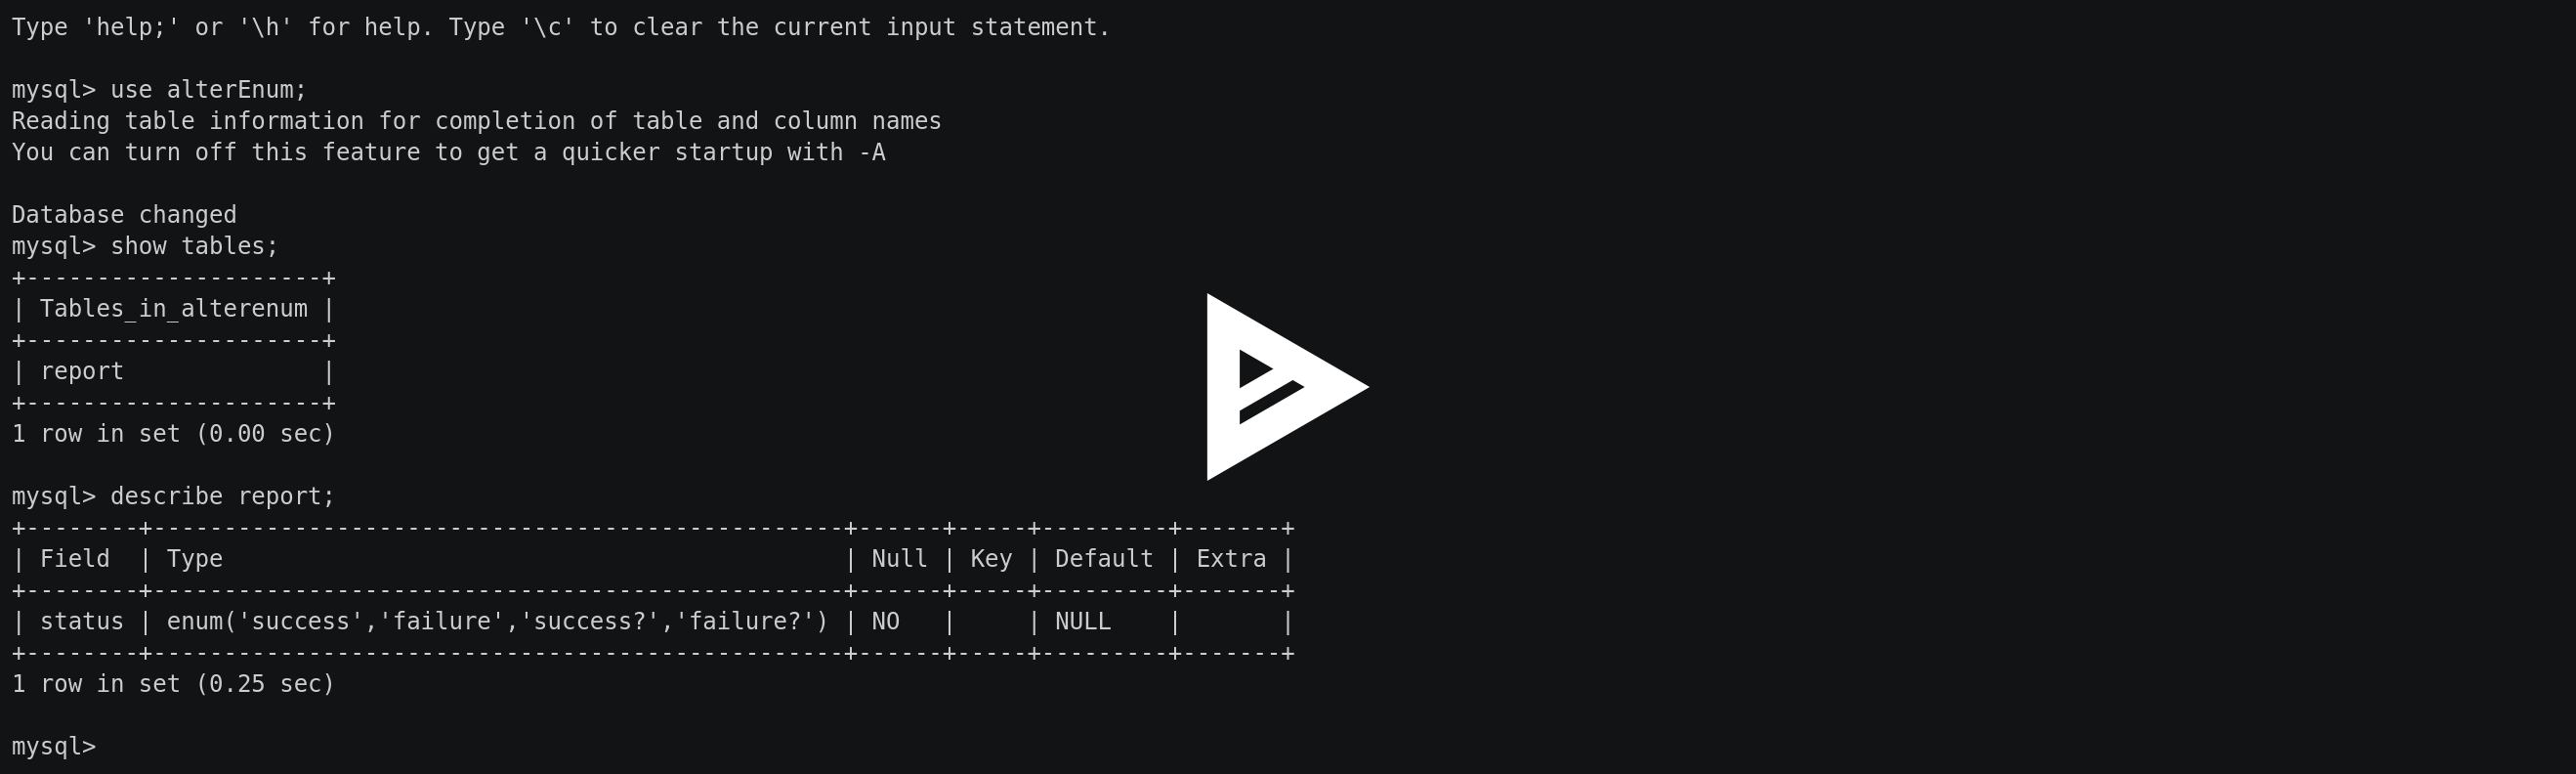 Type 'help;' or '\h' for help. Type '\c' to clear the current input statement.
mysql> use alterEnum;
Reading table information for completion of table and column names
You can turn off this feature to get a quicker startup with -A
Database changed
mysql> show tables;
+---------------------+
| Tables_in_alterenum |
+---------------------+
| report              |
+---------------------+
1 row in set (0.00 sec)
mysql> describe report;
+--------+-------------------------------------------------+------+-----+---------+-------+
| Field  | Type                                            | Null | Key | Default | Extra |
+--------+-------------------------------------------------+------+-----+---------+-------+
| status | enum('success','failure','success?','failure?') | NO   |     | NULL    |       |
+--------+-------------------------------------------------+------+-----+---------+-------+
1 row in set (0.25 sec)
mysql>